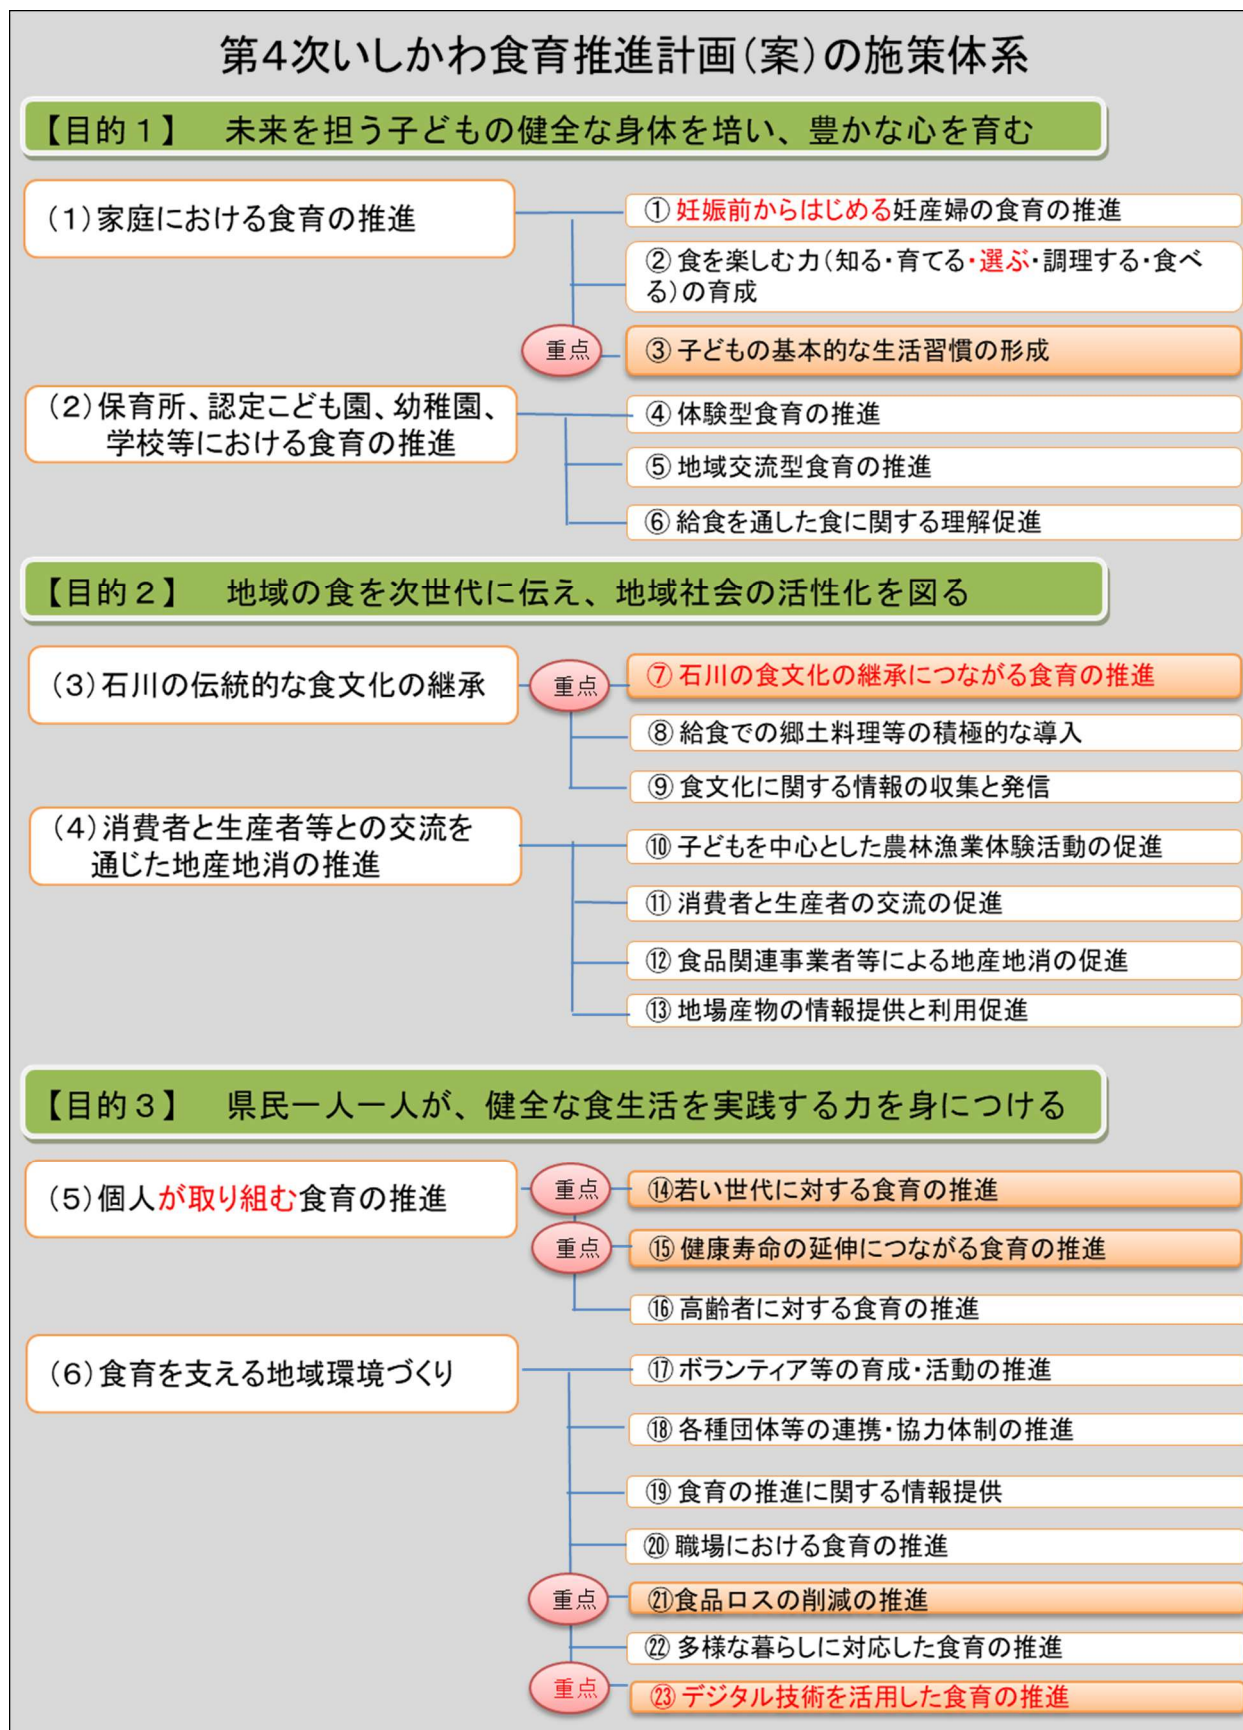 第4次いしかわ食育推進計画(案)の施策体系
【目的1】 未来を担う子どもの健全な身体を培い、豊かな心を育む
(1)家庭における食育の推進
①妊娠前からはじめる妊産婦の食育の推進
②食を楽しむ力(知る・育てる・選ぶ・調理する・食べ
る)の育成
重点
③子どもの基本的な生活習慣の形成
(2)保育所、認定こども園、幼稚園、
学校等における食育の推進
④体験型食育の推進
⑤地域交流型食育の推進
⑥給食を通した食に関する理解促進
【目的2】 地域の食を次世代に伝え、地域社会の活性化を図る
(3)石川の伝統的な食文化の継承
重点
⑦石川の食文化の継承につながる食育の推進
⑧給食での郷土料理等の積極的な導入
⑨食文化に関する情報の収集と発信
(4)消費者と生産者等との交流を
通じた地産地消の推進
⑩子どもを中心とした農林漁業体験活動の促進
⑪消費者と生産者の交流の促進
⑫食品関連事業者等による地産地消の促進
⑬地場産物の情報提供と利用促進
【目的3】 県民一人一人が、健全な食生活を実践する力を身につける
(5)個人が取り組む食育の推進
重点
⑭若い世代に対する食育の推進
重点
⑮健康寿命の延伸につながる食育の推進
⑯高齢者に対する食育の推進
(6)食育を支える地域環境づくり
⑰ボランティア等の育成・活動の推進
⑱各種団体等の連携・協力体制の推進
⑲食育の推進に関する情報提供
⑳職場における食育の推進
重点
㉑食品ロスの削減の推進
㉒多様な暮らしに対応した食育の推進
重点
㉓デジタル技術を活用した食育の推進